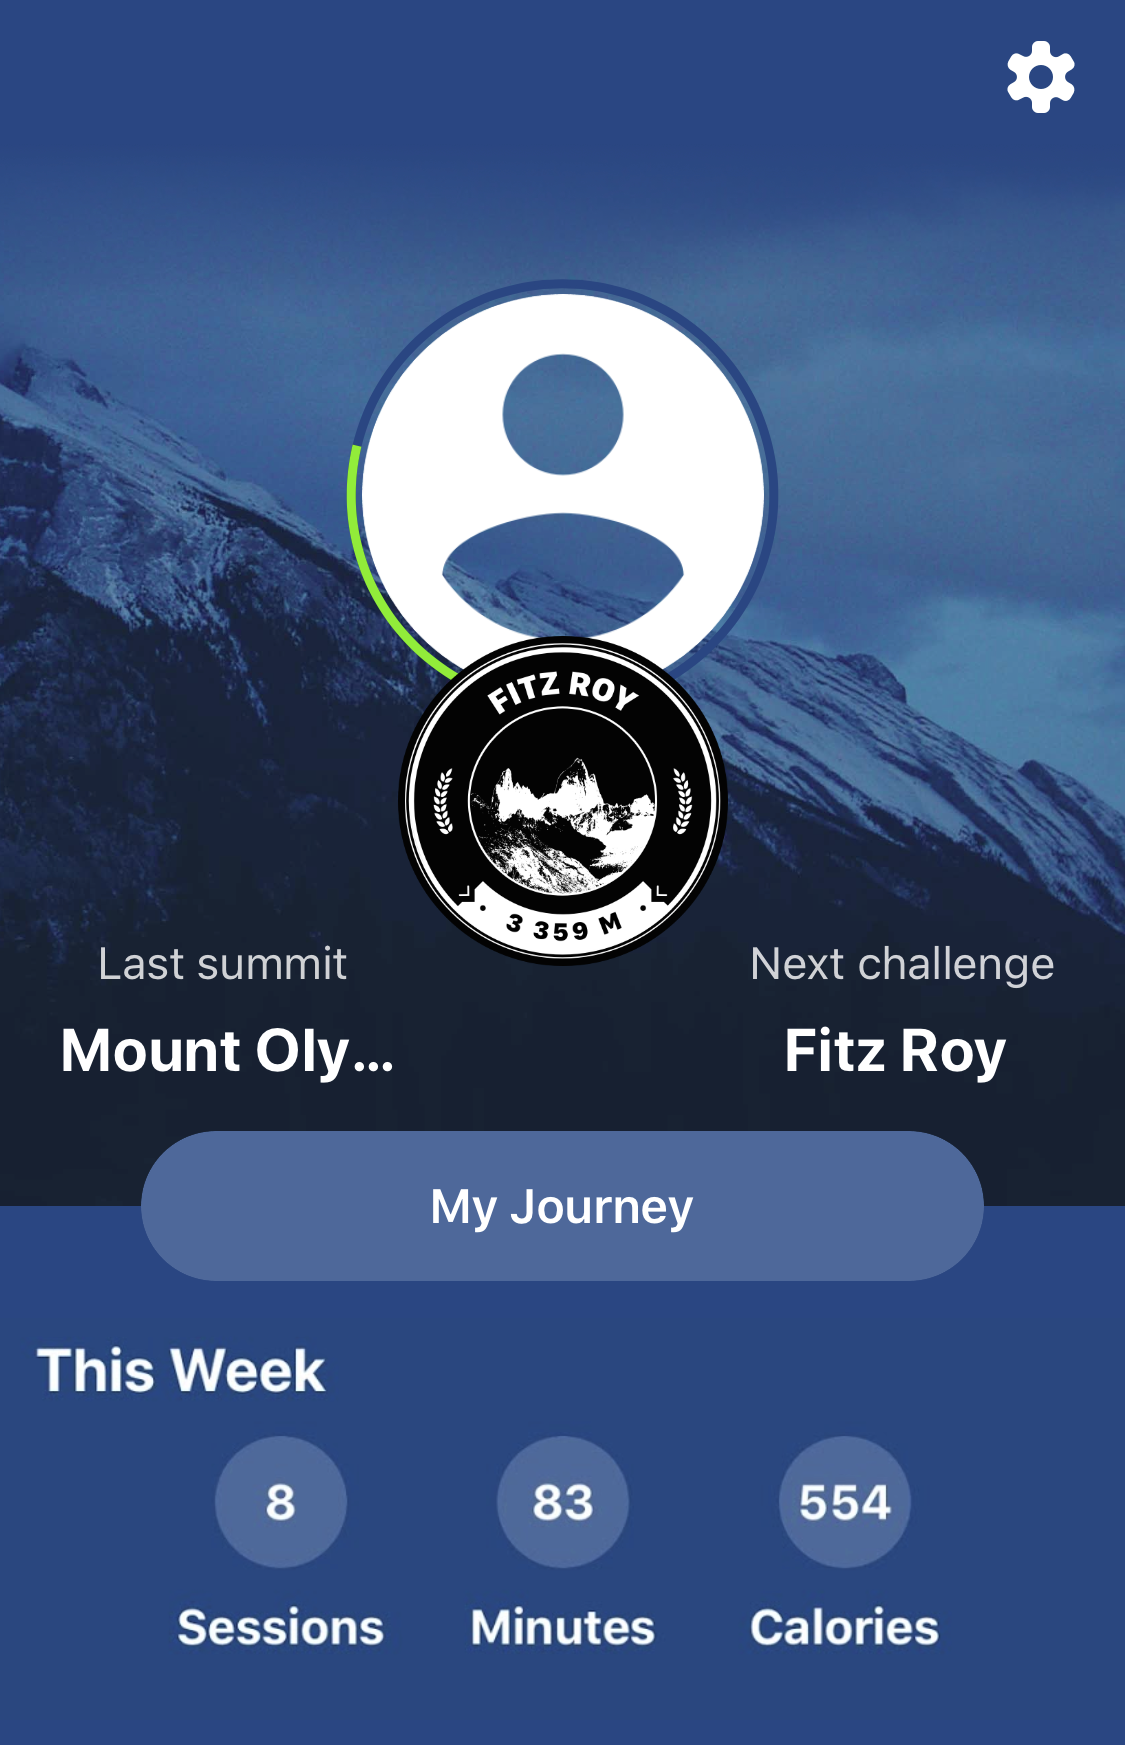 FITZ ROY
· 3 359 M ·
Last summit
Next challenge
Mount Oly...
Fitz Roy
My Journey
This Week
8
83
554
Sessions
Minutes
Calories